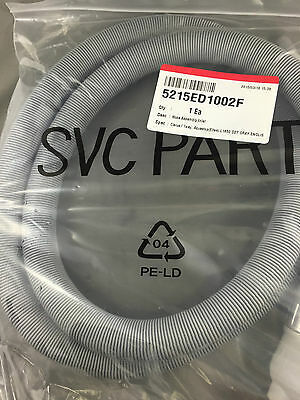 5215ED1002F
Qty :
1 Ea
Desc : Hose Assembly,Inlet
Spec :
SVC PART
04
PE-LD